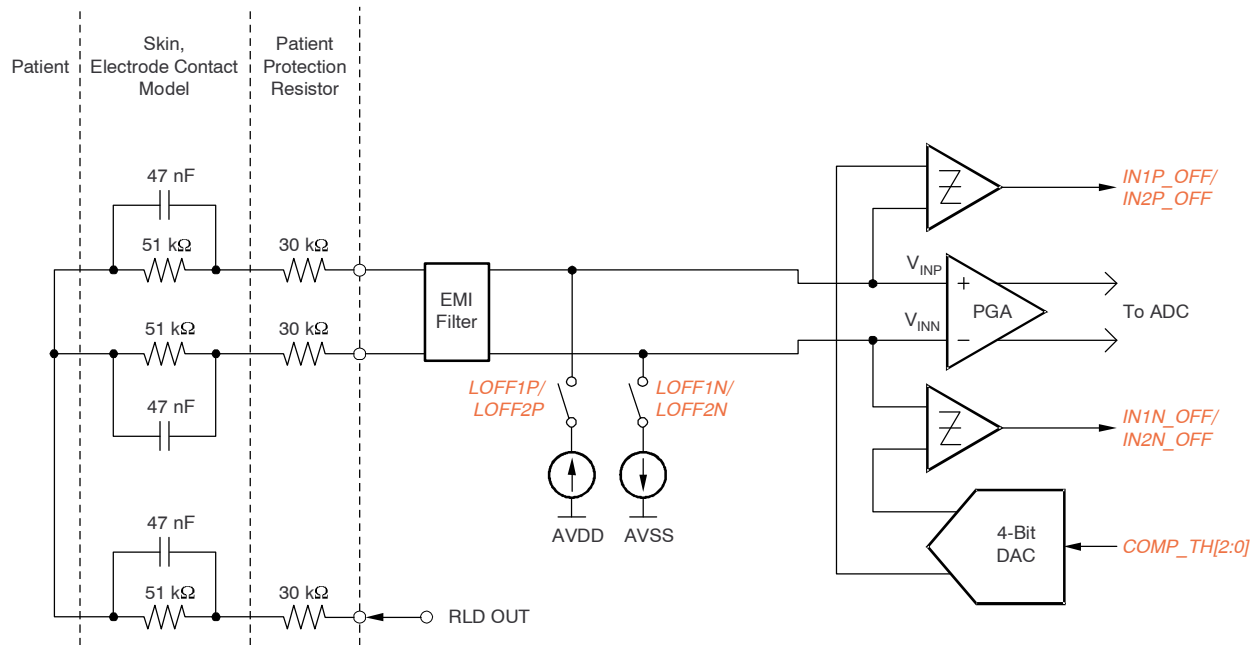 Patient
Skin,
Electrode Contact
Model
Patient
Protection
Resistor
47 nF
51 kΩ
30 kΩ
51 kΩ
30 kΩ
47 nF
47 nF
51 kΩ
30 kΩ
RLD OUT
EMI
Filter
LOFF1P/
LOFF2P
LOFF1N/
LOFF2N
AVDD
AVSS
IN1P_OFF/
IN2P_OFF
VINP
+
PGA
VINN
−
To ADC
IN1N_OFF/
IN2N_OFF
4-Bit
DAC
COMP_TH[2:0]